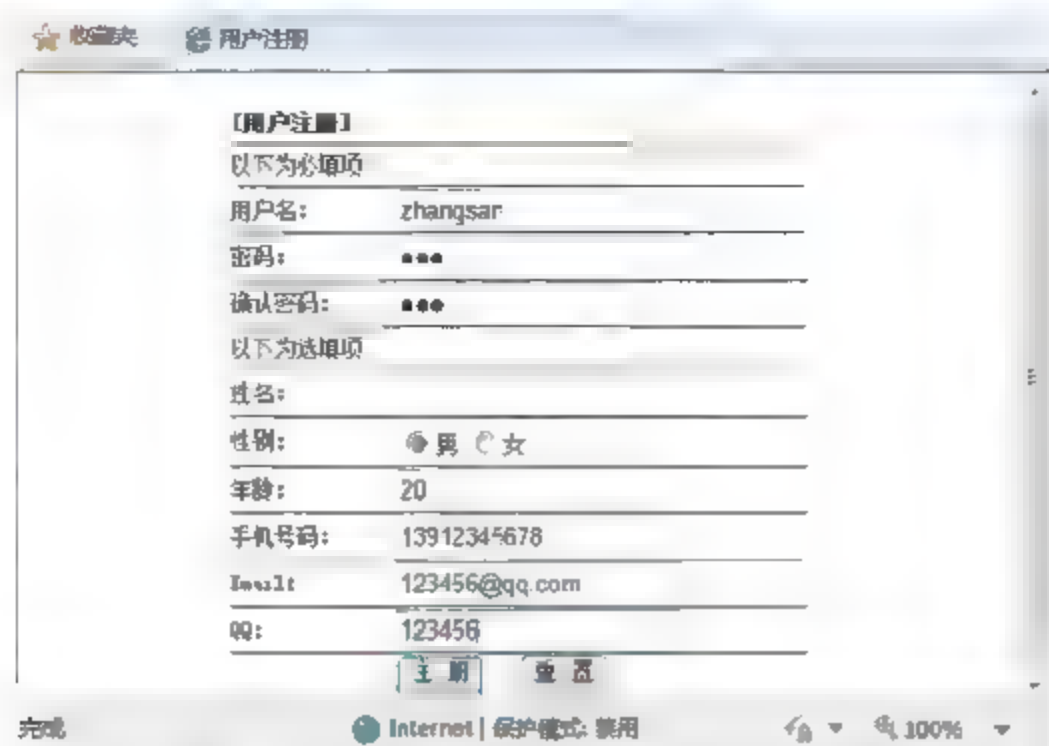 收藏夹 用户注册
[用户注册]
以下为必填项
用户名: zhangsan
密码: ●●●
确认密码: ●●●
以下为选填项
姓名:
性别: 男 女
年龄: 20
手机号码: 13912345678
Email: 123456@qq.com
QQ: 123456
注 册 重 置
完成 Internet | 保护模式: 禁用 100%